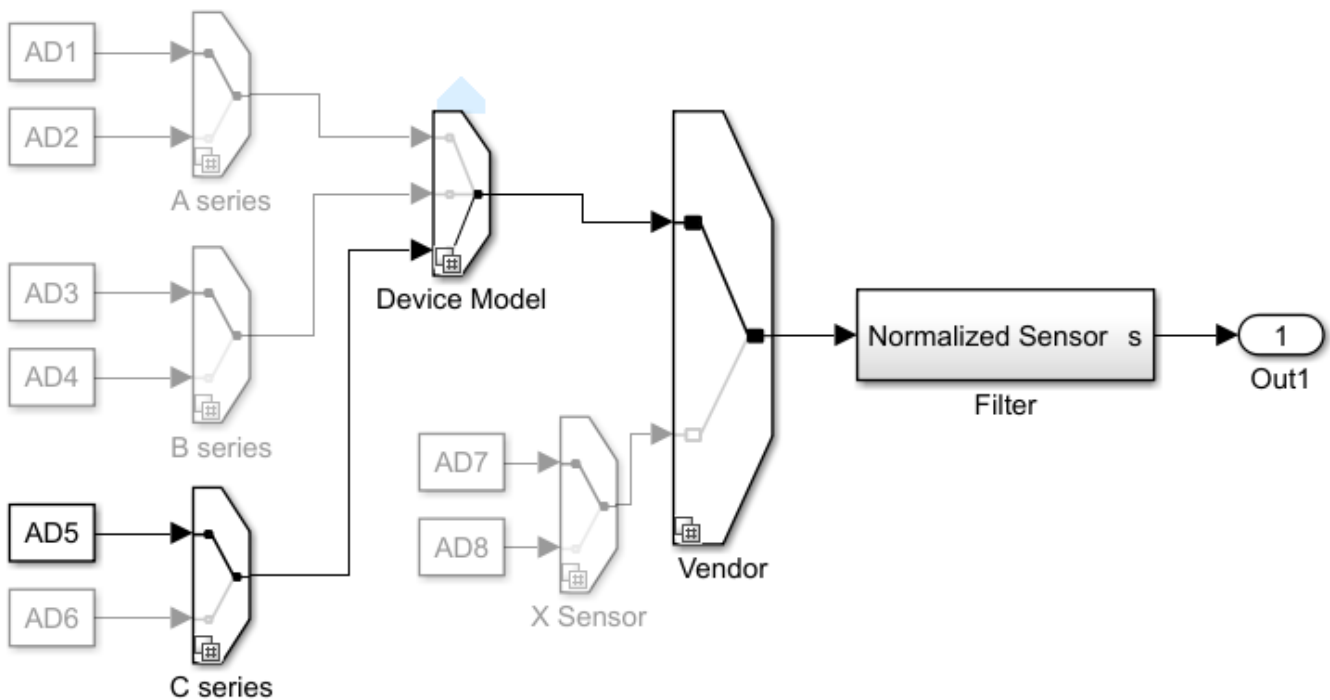 AD1
AD2
A series
AD3
AD4
B series
AD5
AD6
C series
Device Model
AD7
AD8
X Sensor
Vendor
Normalized Sensor s
Filter
1
Out1